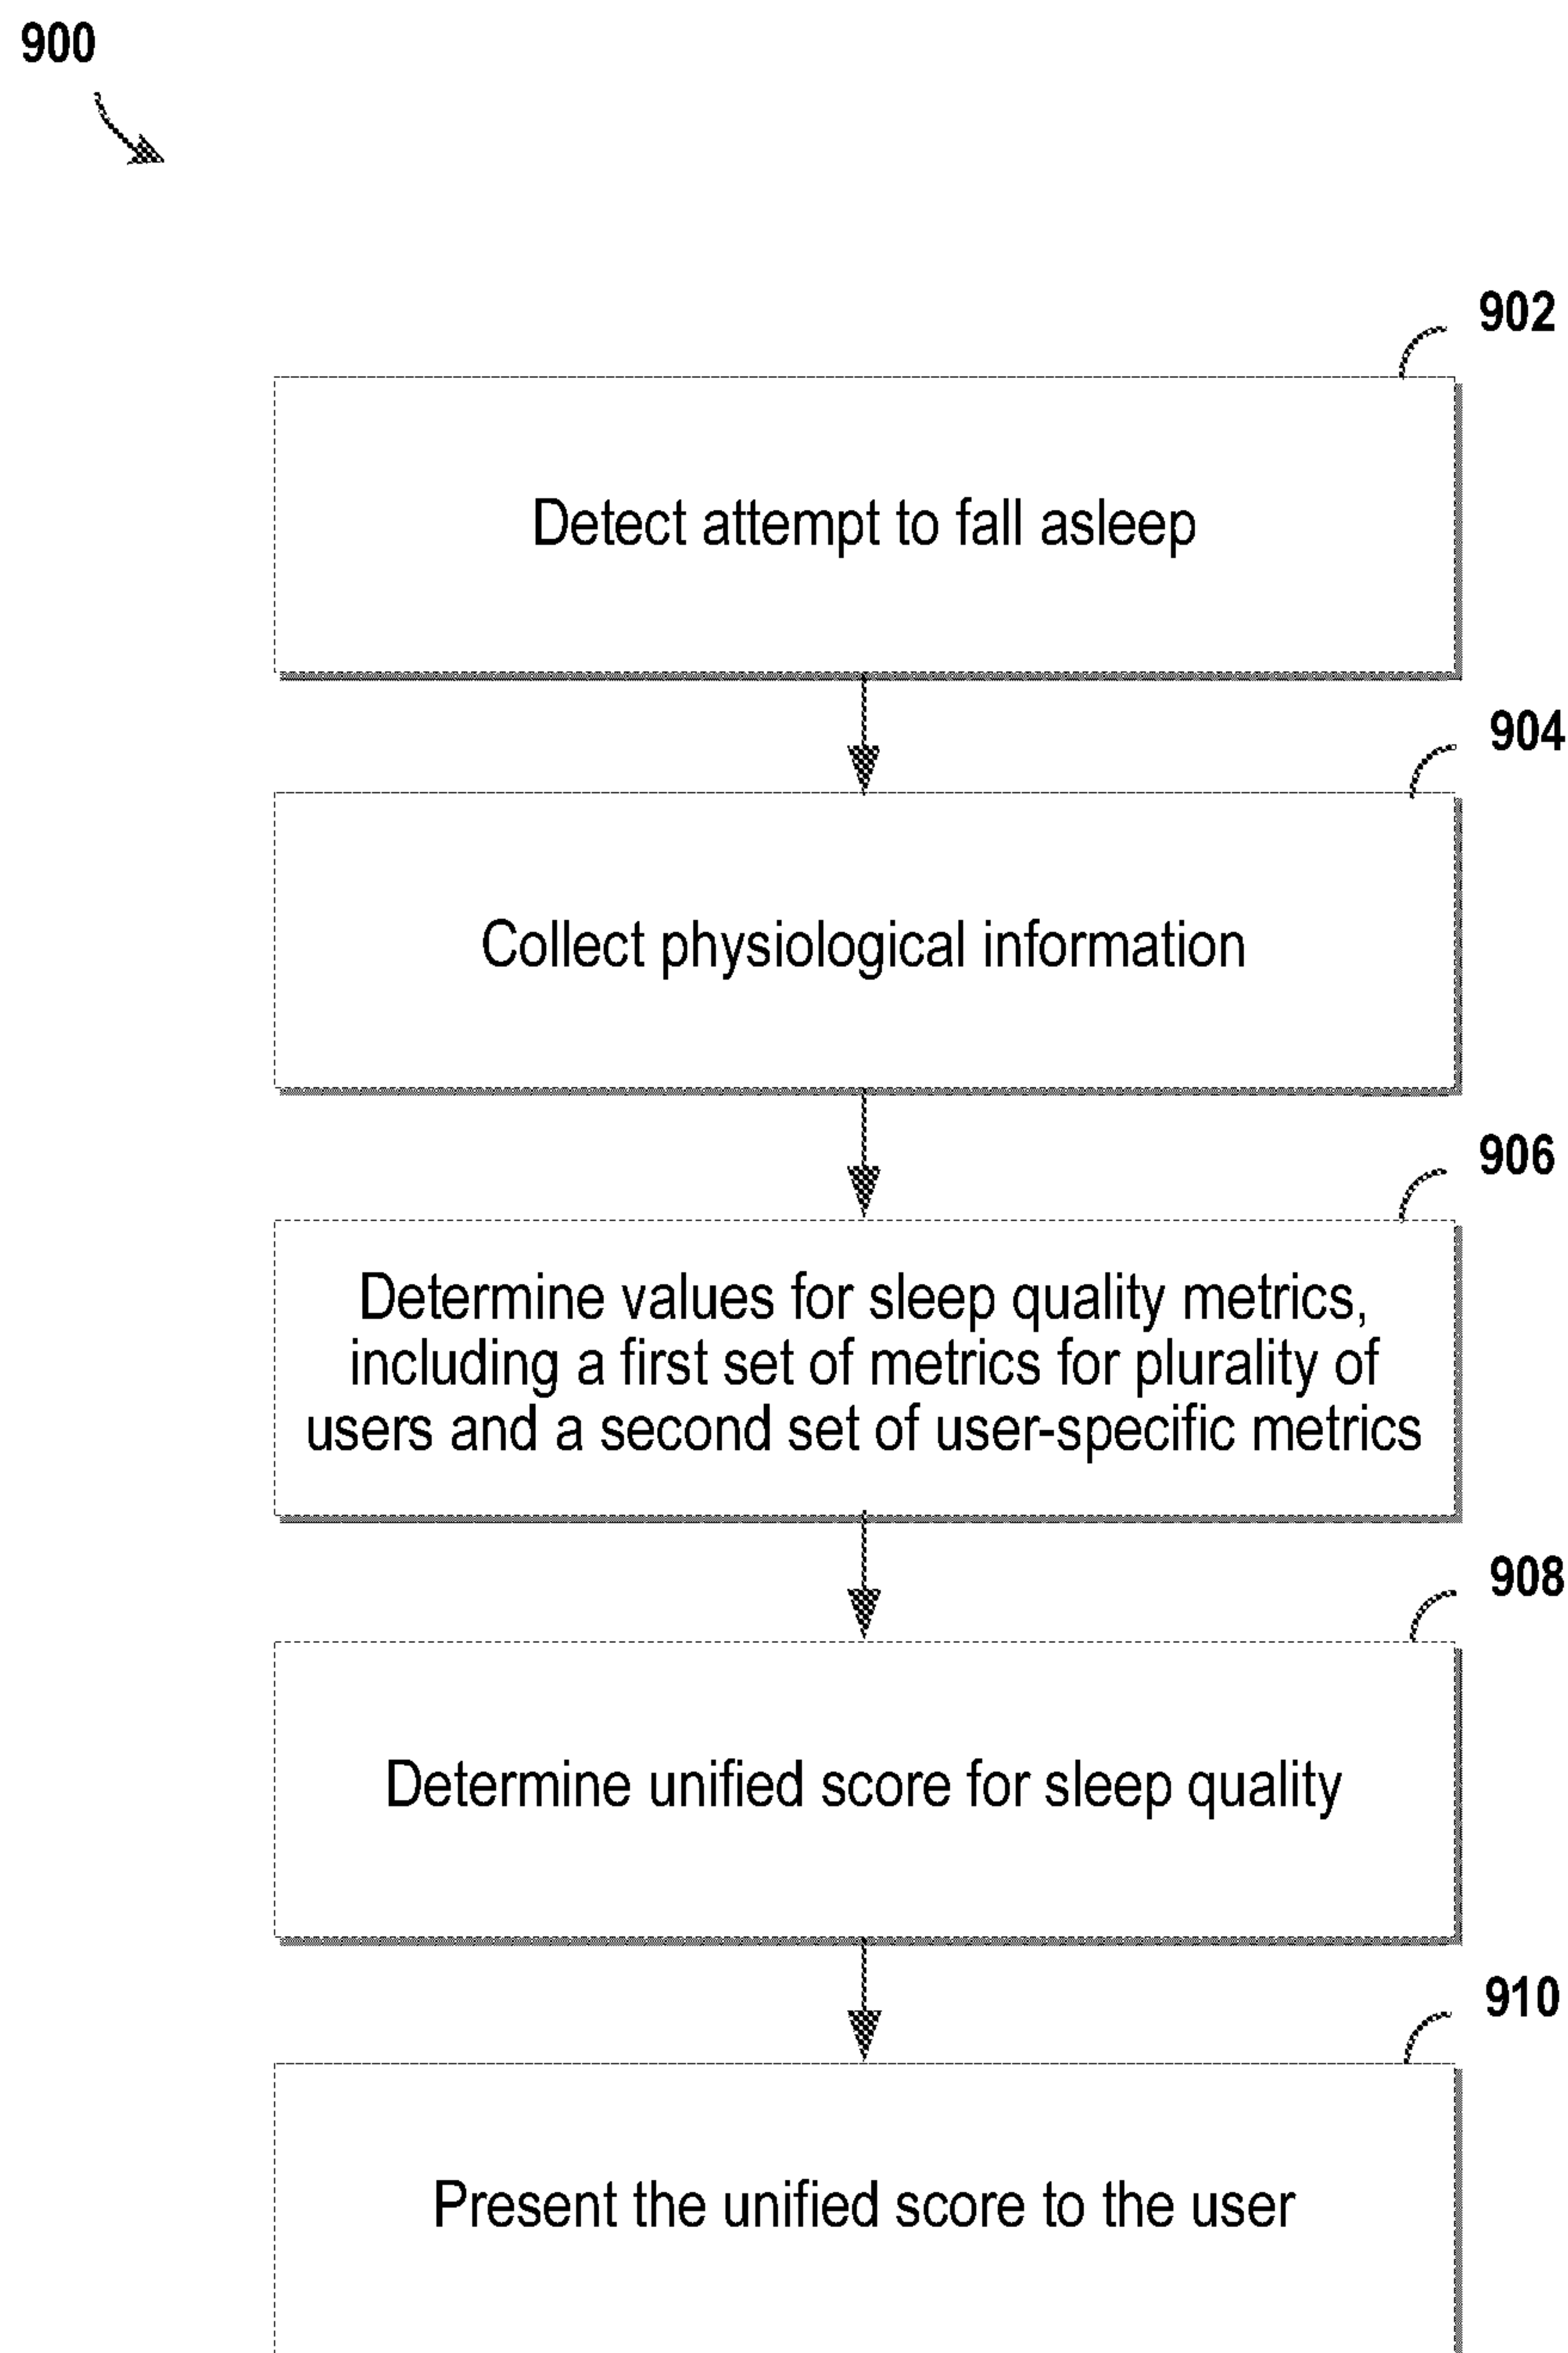 900
902
Detect attempt to fall asleep
904
Collect physiological information
906
Determine values for sleep quality metrics,
including a first set of metrics for plurality of
users and a second set of user-specific metrics
908
Determine unified score for sleep quality
910
Present the unified score to the user